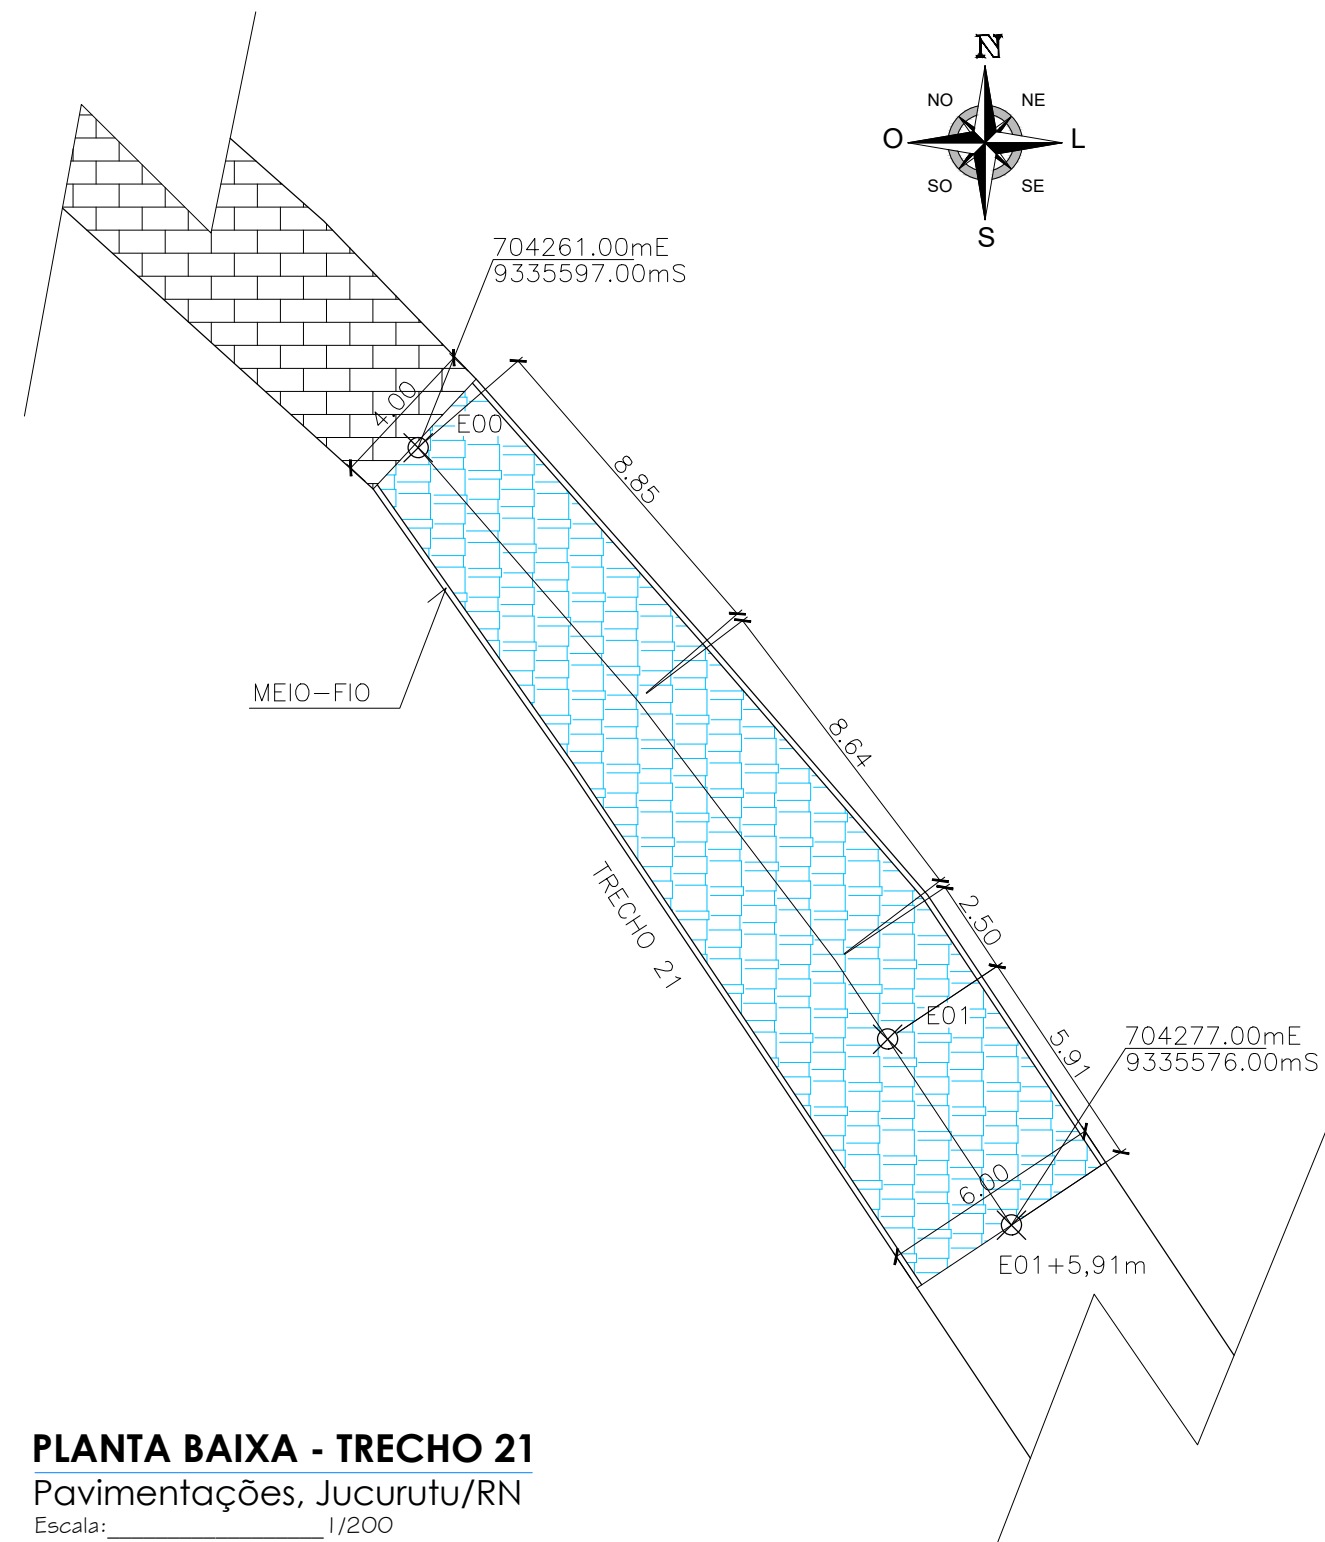 N
NO
NE
O
L
SO
SE
S
704261.00mE
9335597.00mS
4.00
E00
8.85
MEIO-FIO
8.64
TRECHO 21
2.50
E01
5.91
704277.00mE
9335576.00mS
6.00
E01+5,91m
PLANTA BAIXA - TRECHO 21
Pavimentações, Jucurutu/RN
Escala:__________________1/200